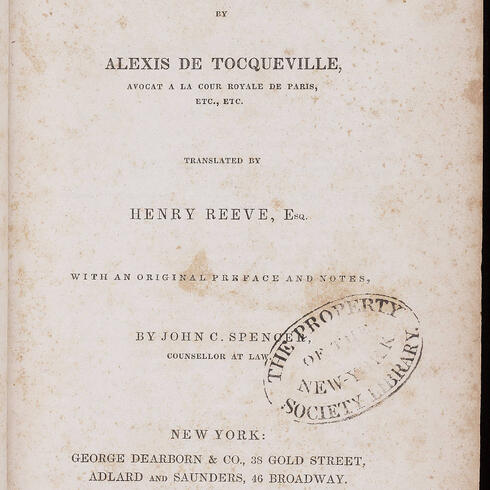 BY
ALEXIS DE TOCQUEVILLE,
AVOCAT A LA COUR ROYALE DE PARIS,
ETC., ETC.
TRANSLATED BY
HENRY REEVE, Esq.
WITH AN ORIGINAL PREFACE AND NOTES,
BY JOHN C. SPENCER,
COUNSELLOR AT LAW.
THE PROPERTY
OF THE
NEW-YORK
SOCIETY LIBRARY.
NEW YORK:
GEORGE DEARBORN & CO., 38 GOLD STREET,
ADLARD AND SAUNDERS, 46 BROADWAY.